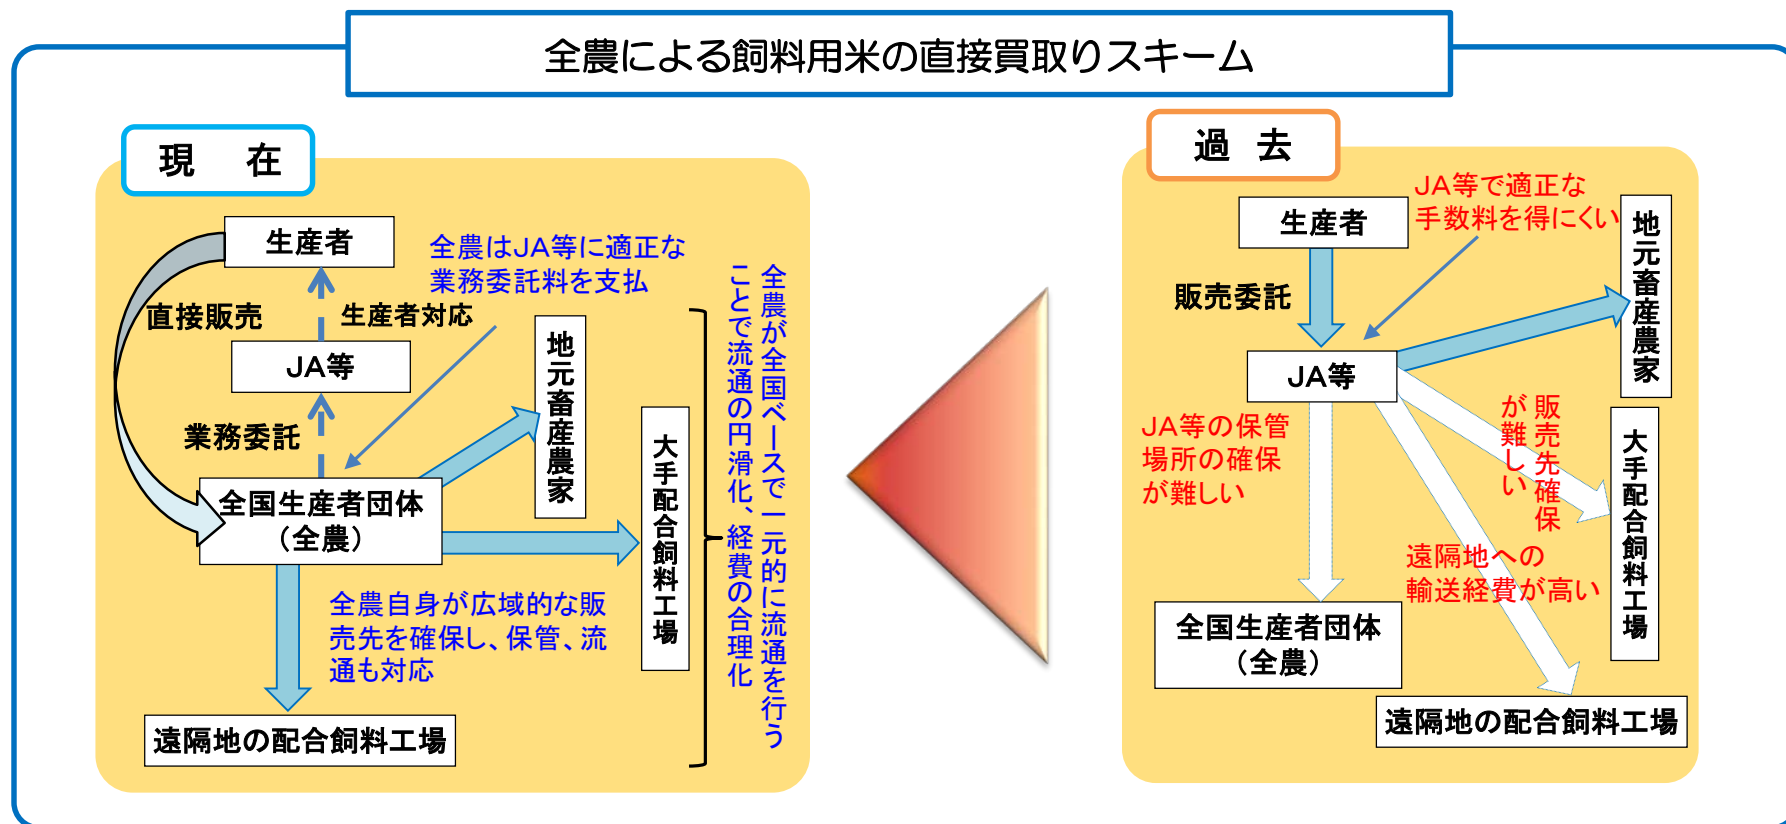 全農による飼料用米の直接買取りスキーム
現 在
生産者
全農はJA等に適正な
業務委託料を支払
直接販売
生産者対応
JA等
業務委託
全国生産者団体
(全農)
地元畜産農家
大手配合飼料工場
全農が全国ベースで一元的に流通を行う
ことで流通の円滑化、経費の合理化
全農自身が広域的な販
売先を確保し、保管、流
通も対応
遠隔地の配合飼料工場
過 去
生産者
JA等で適正な
手数料を得にくい
販売委託
地元畜産農家
JA等
JA等の保管
場所の確保
が難しい
販売先確保
が難しい
大手配合飼料工場
遠隔地への
輸送経費が高い
全国生産者団体
(全農)
遠隔地の配合飼料工場